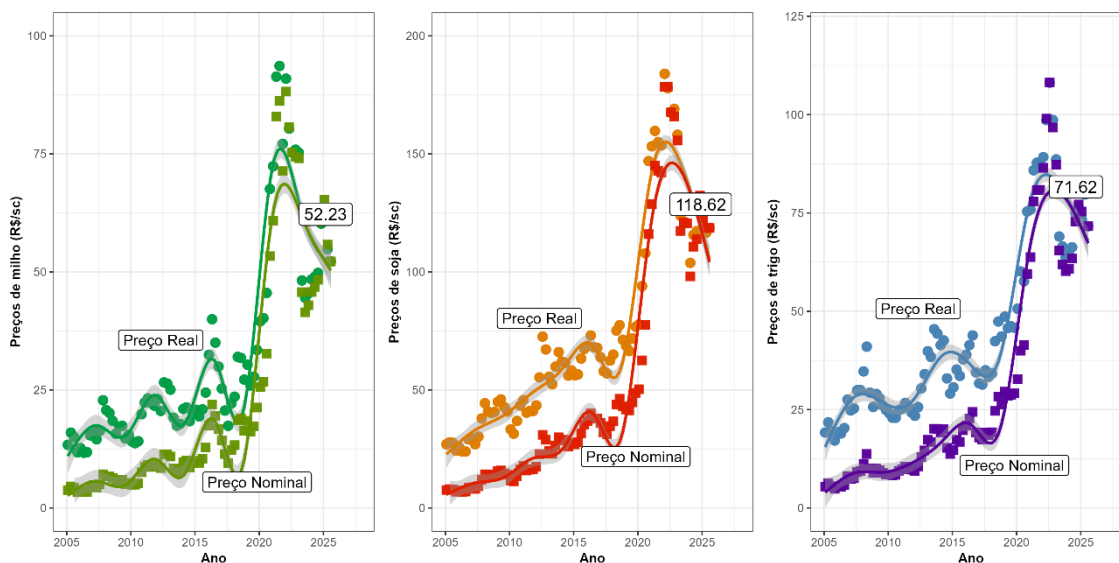 Preços de milho (R$/sc)
100
75
50
25
0
52.23
Preço Real
Preço Nominal
2005
2010
2015
2020
2025
Ano
Preços de soja (R$/sc)
200
150
100
50
0
118.62
Preço Real
Preço Nominal
2005
2010
2015
2020
2025
Ano
Preços de trigo (R$/sc)
125
100
75
50
25
0
71.62
Preço Real
Preço Nominal
2005
2010
2015
2020
2025
Ano